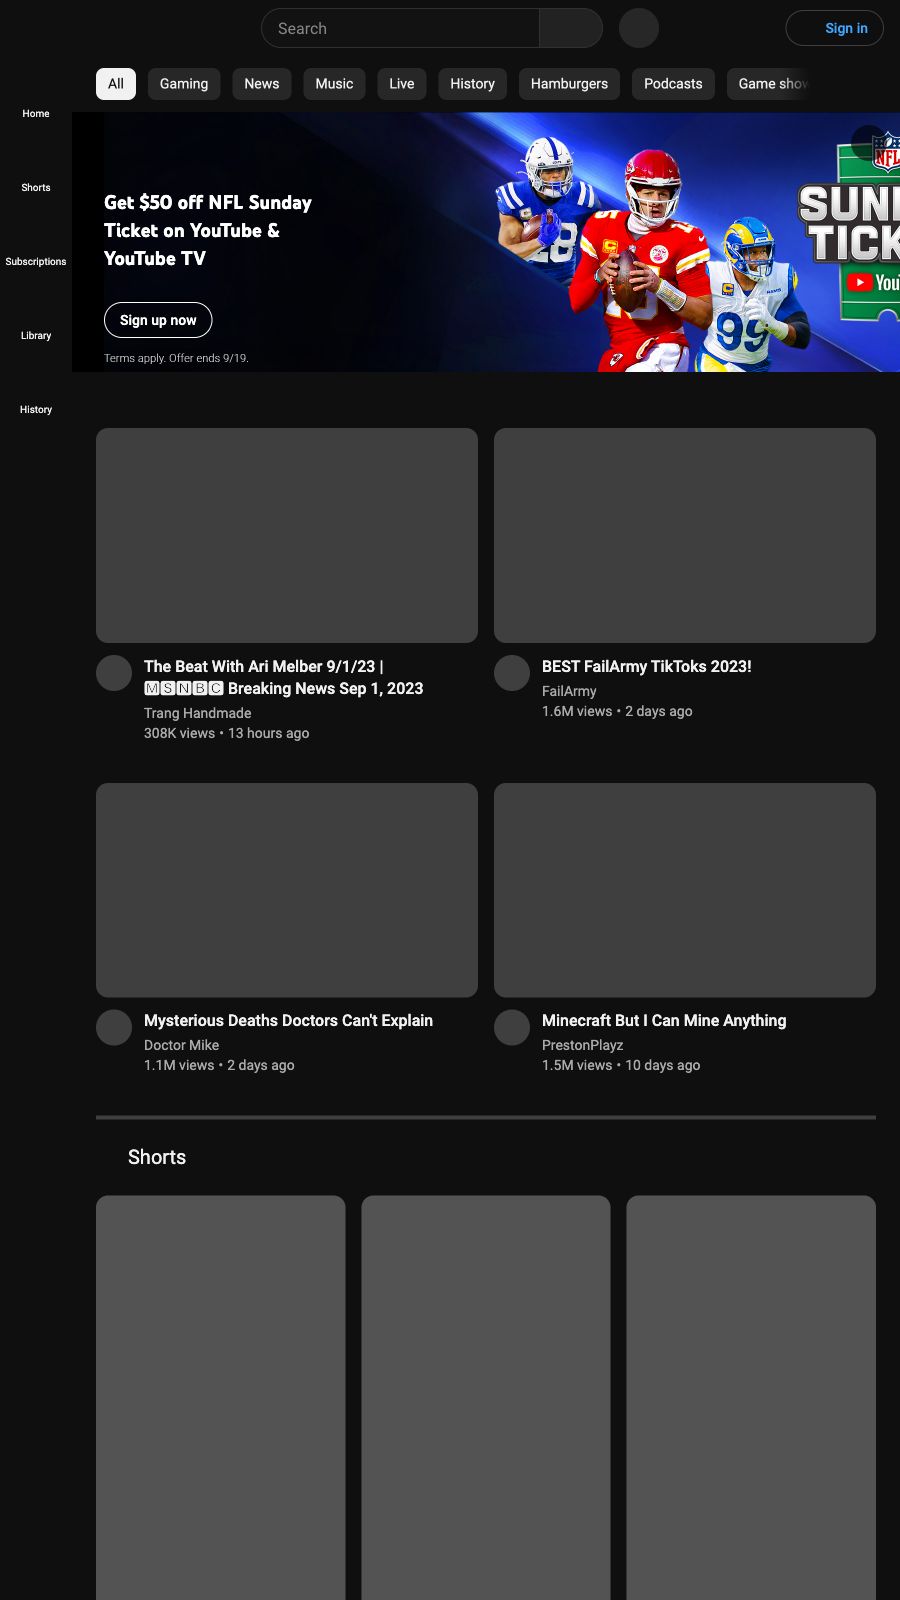 Search
Sign in
All
Gaming
News
Music
Live
History
Hamburgers
Podcasts
Game show
Home
Shorts
Subscriptions
Library
History
Get $50 off NFL Sunday
Ticket on YouTube &
YouTube TV
Sign up now
Terms apply. Offer ends 9/19.
28
15
99
RAMS
NFL
SUN
TICK
You
The Beat With Ari Melber 9/1/23 |
🄼🅂🄽🄱🄲 Breaking News Sep 1, 2023
Trang Handmade
308K views • 13 hours ago
BEST FailArmy TikToks 2023!
FailArmy
1.6M views • 2 days ago
Mysterious Deaths Doctors Can't Explain
Doctor Mike
1.1M views • 2 days ago
Minecraft But I Can Mine Anything
PrestonPlayz
1.5M views • 10 days ago
Shorts